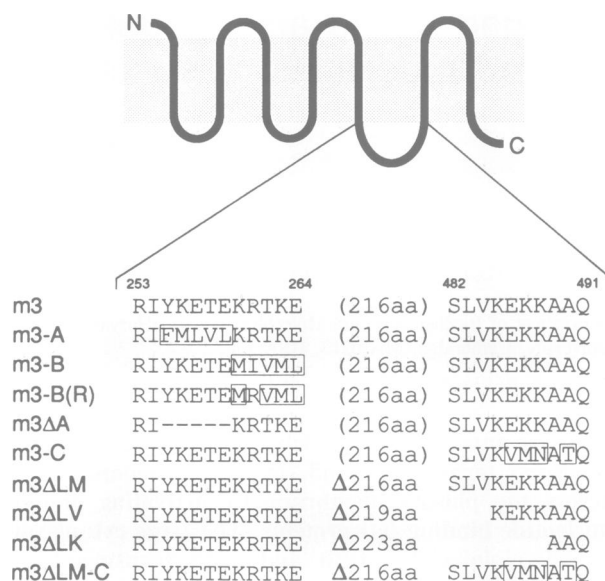 N
C
253 264 482 491
m3 RIYKETEKRTKE (216aa) SLVKEKKAAQ
m3-A RIFMLVLKRTKE (216aa) SLVKEKKAAQ
m3-B RIYKETEMIVML (216aa) SLVKEKKAAQ
m3-B(R) RIYKETEMRVML (216aa) SLVKEKKAAQ
m3ΔA RI-----KRTKE (216aa) SLVKEKKAAQ
m3-C RIYKETEKRTKE (216aa) SLVKVMNATQ
m3ΔLM RIYKETEKRTKE Δ216aa SLVKEKKAAQ
m3ΔLV RIYKETEKRTKE Δ219aa KEKKAAQ
m3ΔLK RIYKETEKRTKE Δ223aa AAQ
m3ΔLM-C RIYKETEKRTKE Δ216aa SLVKVMNATQ